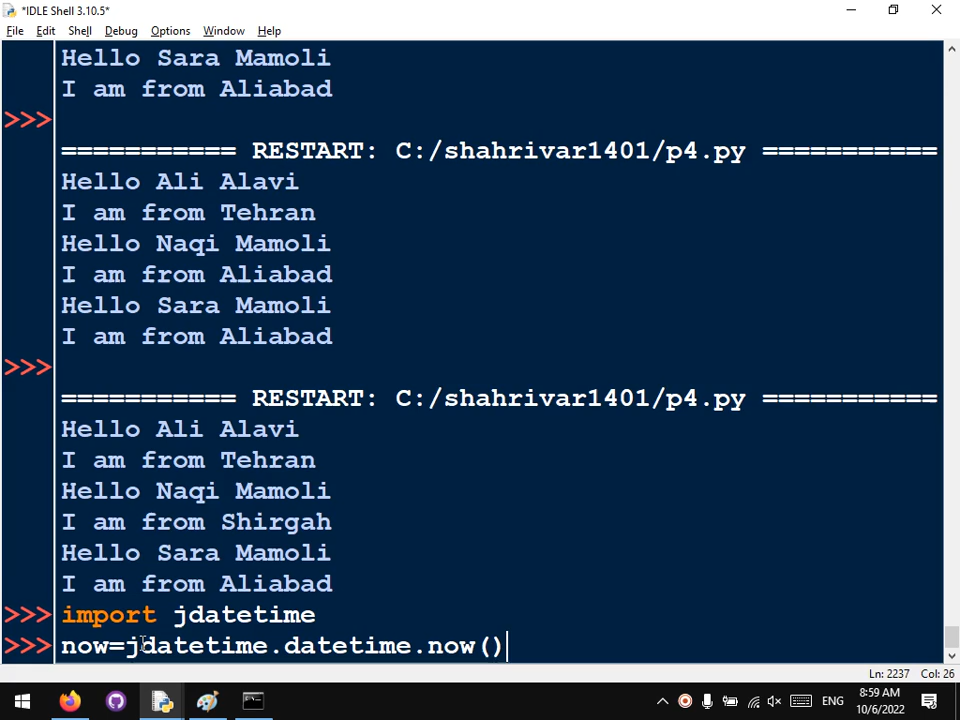 *IDLE Shell 3.10.5*
File Edit Shell Debug Options Window Help
Hello Sara Mamoli
I am from Aliabad
>>>
=========== RESTART: C:/shahrivar1401/p4.py ===========
Hello Ali Alavi
I am from Tehran
Hello Naqi Mamoli
I am from Aliabad
Hello Sara Mamoli
I am from Aliabad
>>>
=========== RESTART: C:/shahrivar1401/p4.py ===========
Hello Ali Alavi
I am from Tehran
Hello Naqi Mamoli
I am from Shirgah
Hello Sara Mamoli
I am from Aliabad
>>> import jdatetime
>>> now=jdatetime.datetime.now()
Ln: 2237 Col: 26
ENG
8:59 AM
10/6/2022